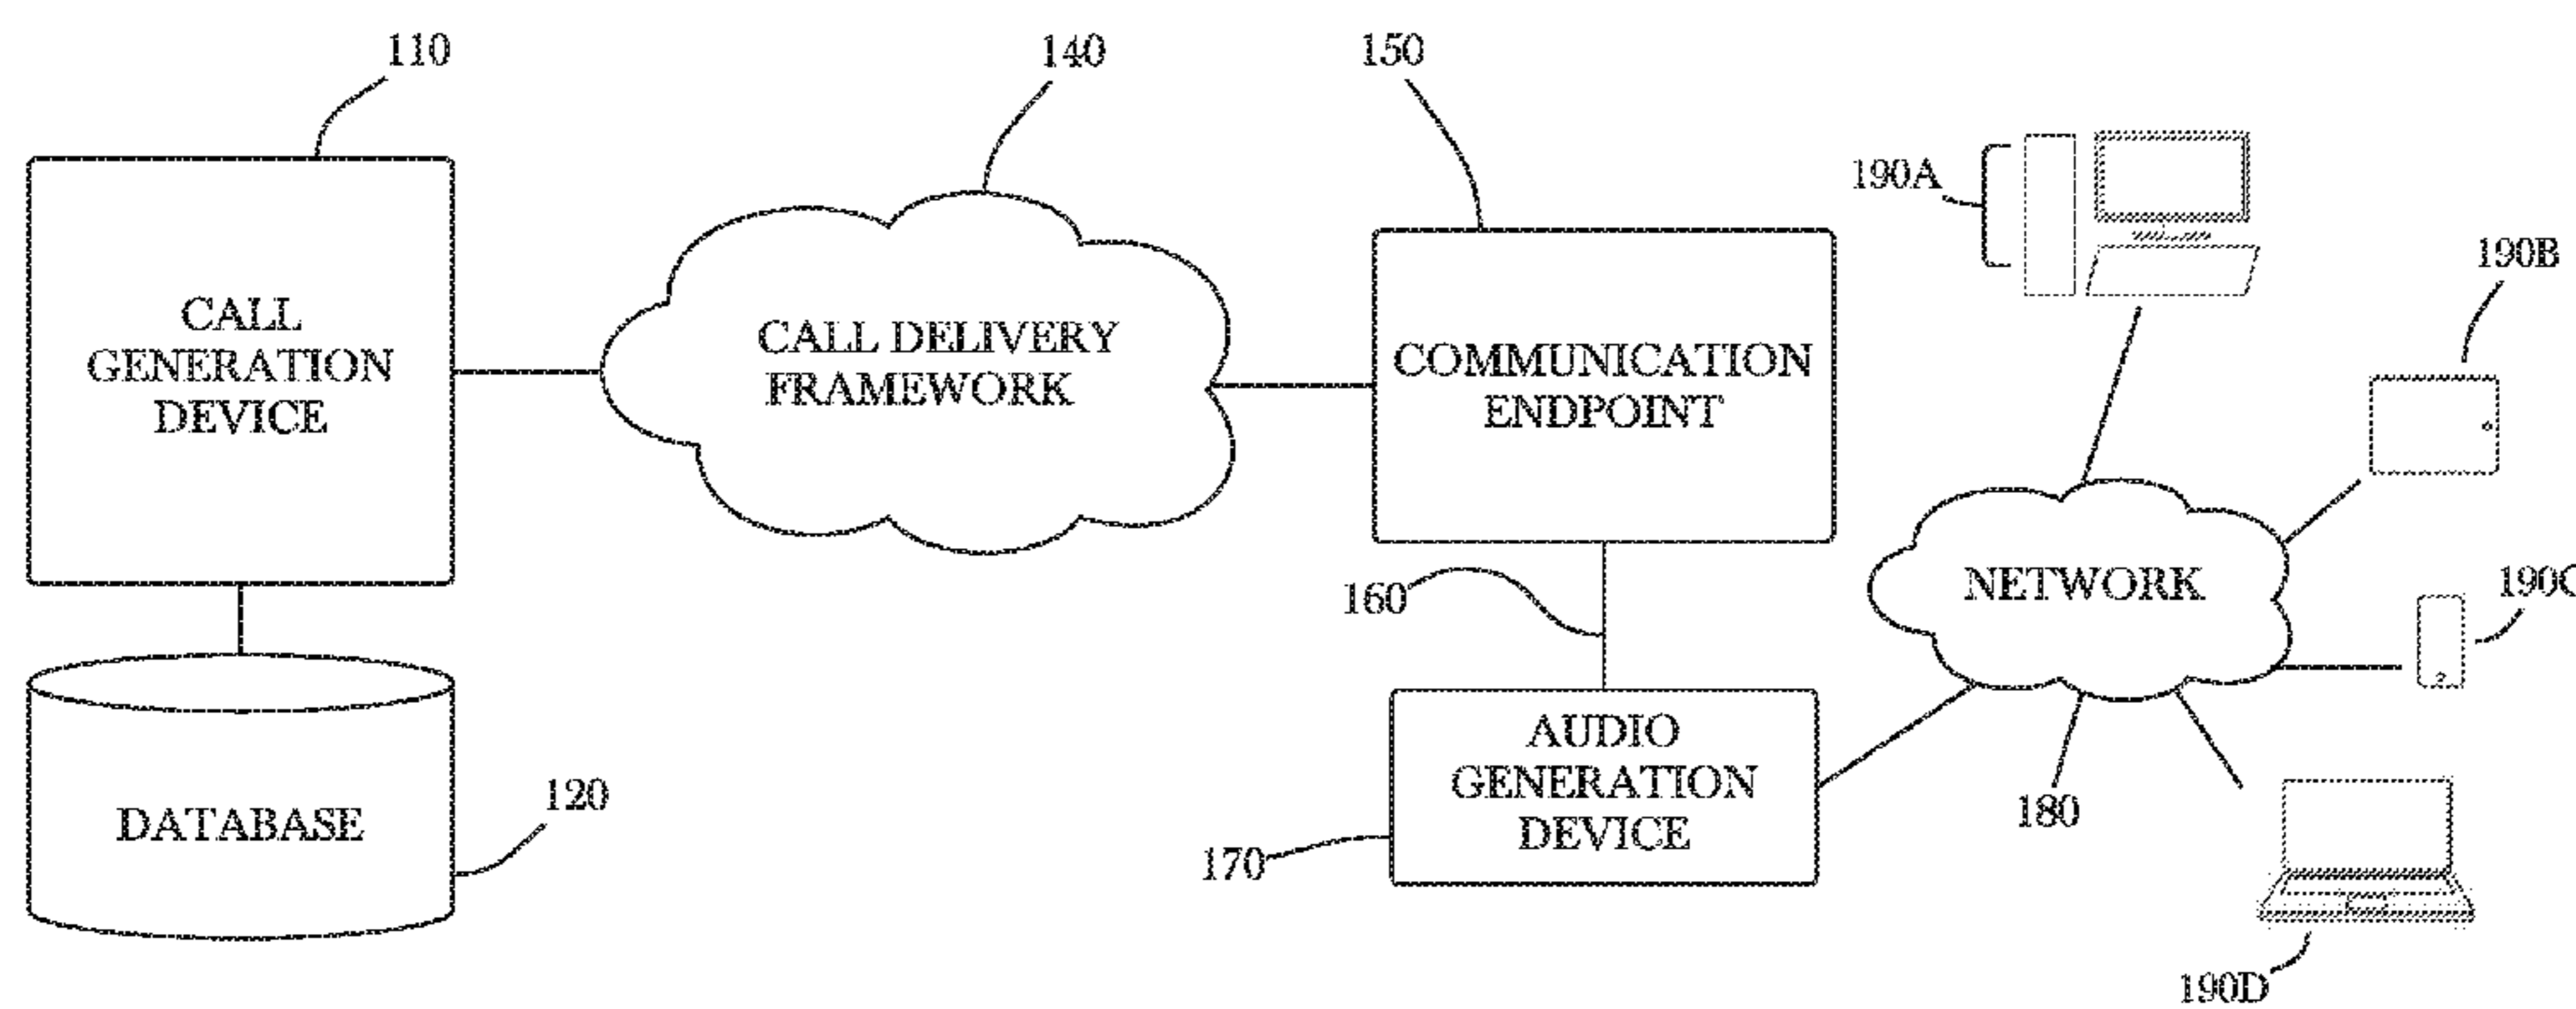 110
140
150
190A
190B
CALL
GENERATION
DEVICE
CALL DELIVERY
FRAMEWORK
COMMUNICATION
ENDPOINT
160
NETWORK
190C
DATABASE
120
AUDIO
GENERATION
DEVICE
170
180
190D